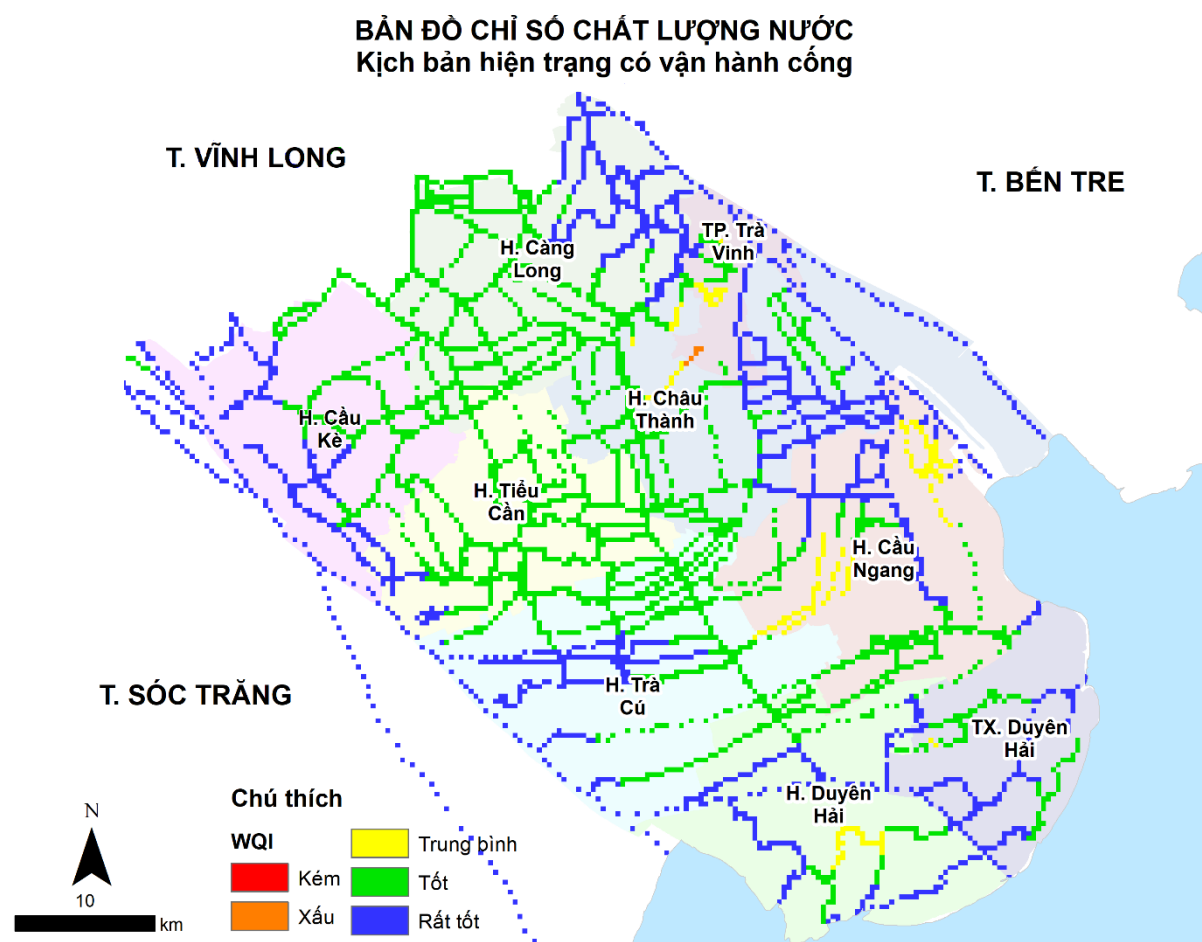 BẢN ĐỒ CHỈ SỐ CHẤT LƯỢNG NƯỚC
Kịch bản hiện trạng có vận hành cống
T. VĨNH LONG
T. BẾN TRE
TP. Trà
Vinh
H. Càng
Long
H. Châu
Thành
H. Cầu
Kè
H. Tiểu
Cần
H. Cầu
Ngang
T. SÓC TRĂNG
H. Trà
Cú
TX. Duyên
Hải
H. Duyên
Hải
N
10
km
Chú thích
WQI
Kém
Xấu
Trung bình
Tốt
Rất tốt